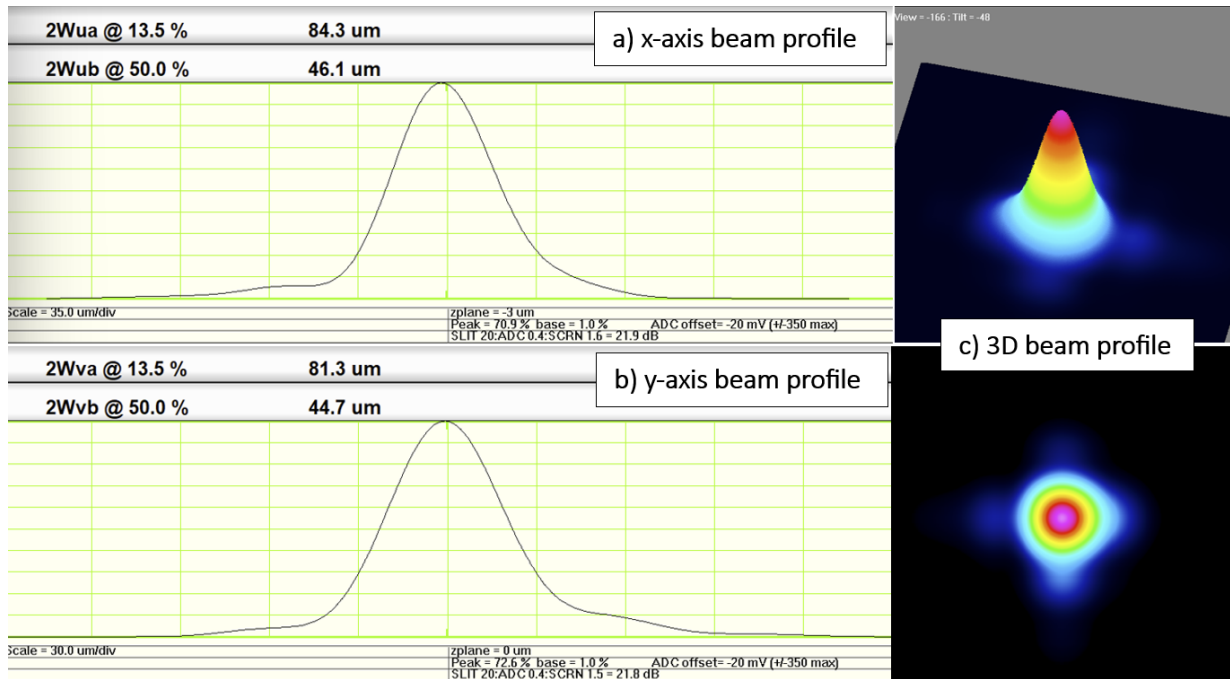 2Wua @ 13.5 % 84.3 um
a) x-axis beam profile
2Wub @ 50.0 % 46.1 um
View = -166 : Tilt = -48
Scale = 35.0 um/div
zplane = -3 um
Peak = 70.9 % base = 1.0 % ADC offset= -20 mV (+/-350 max)
SLIT 20:ADC 0.4:SCRN 1.6 = 21.9 dB
c) 3D beam profile
2Wva @ 13.5 % 81.3 um
b) y-axis beam profile
2Wvb @ 50.0 % 44.7 um
Scale = 30.0 um/div
zplane = 0 um
Peak = 72.6 % base = 1.0 % ADC offset= -20 mV (+/-350 max)
SLIT 20:ADC 0.4:SCRN 1.5 = 21.8 dB